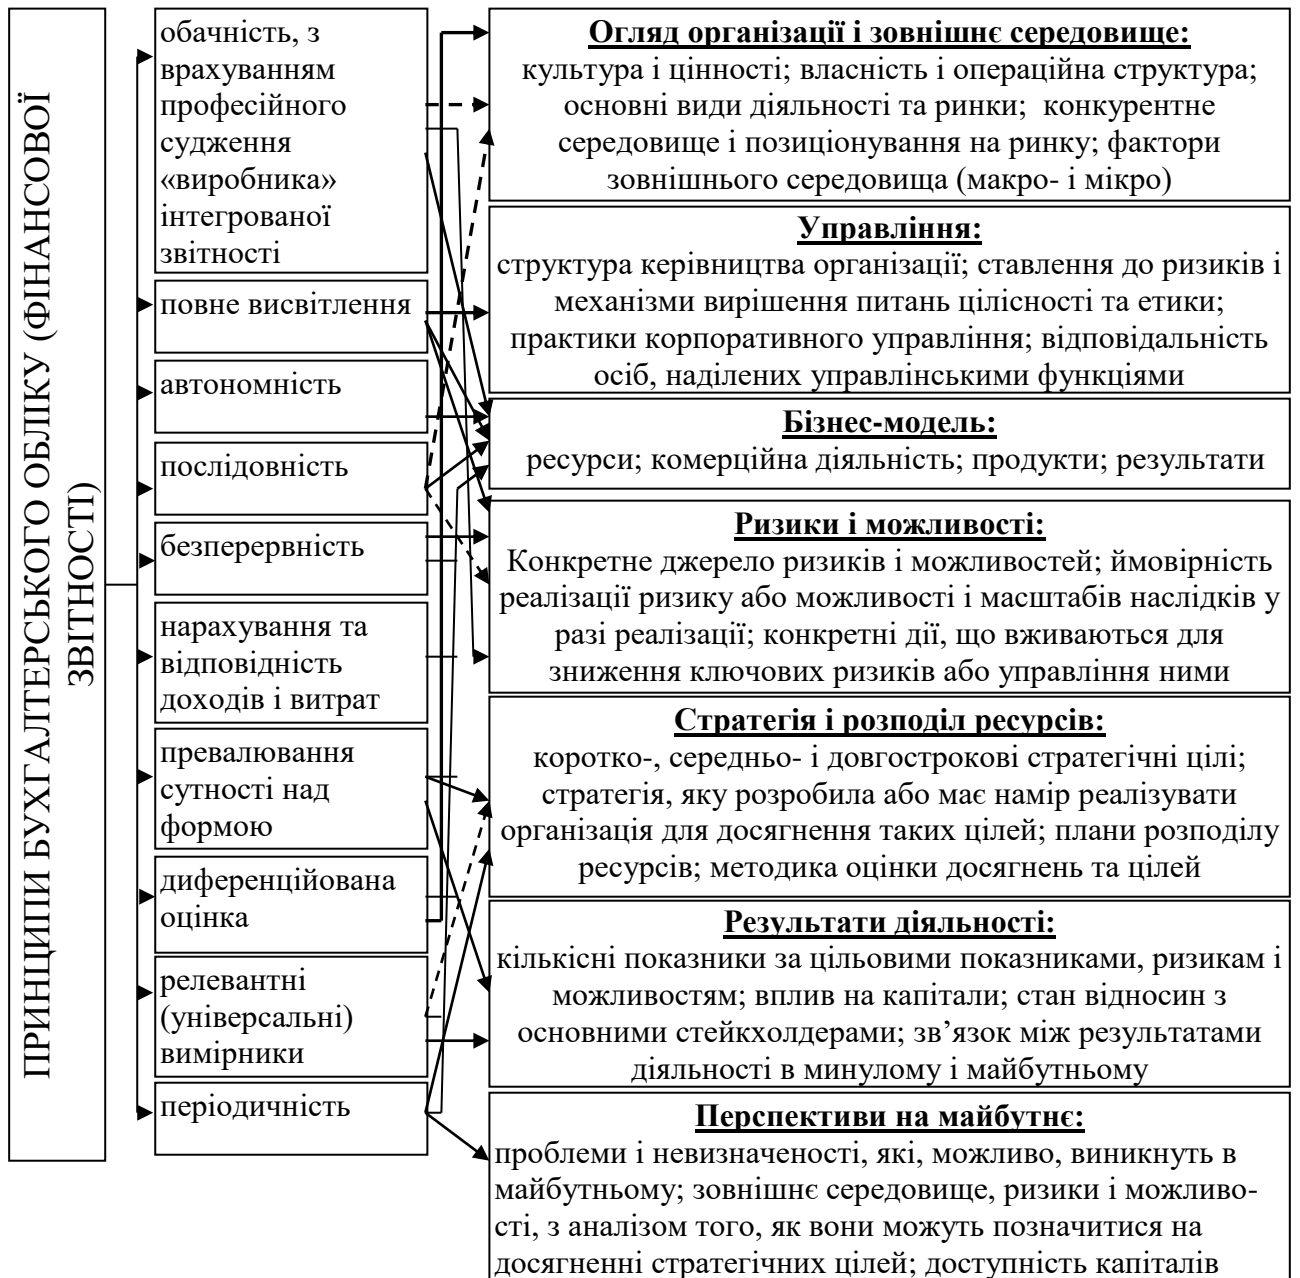 ПРИНЦИПИ БУХГАЛТЕРСЬКОГО ОБЛІКУ (ФІНАНСОВОЇ
ЗВІТНОСТІ)
обачність, з
врахуванням
професійного
судження
«виробника»
інтегрованої
звітності
повне висвітлення
автономність
послідовність
безперервність
нарахування та
відповідність
доходів і витрат
превалювання
сутності над
формою
диференційована
оцінка
релевантні
(універсальні)
вимірники
періодичність
Огляд організації і зовнішнє середовище:
культура і цінності; власність і операційна структура;
основні види діяльності та ринки; конкурентне
середовище і позиціонування на ринку; фактори
зовнішнього середовища (макро- і мікро)
Управління:
структура керівництва організації; ставлення до ризиків і
механізми вирішення питань цілісності та етики;
практики корпоративного управління; відповідальність
осіб, наділених управлінськими функціями
Бізнес-модель:
ресурси; комерційна діяльність; продукти; результати
Ризики і можливості:
Конкретне джерело ризиків і можливостей; ймовірність
реалізації ризику або можливості і масштабів наслідків у
разі реалізації; конкретні дії, що вживаються для
зниження ключових ризиків або управління ними
Стратегія і розподіл ресурсів:
коротко-, середньо- і довгострокові стратегічні цілі;
стратегія, яку розробила або має намір реалізувати
організація для досягнення таких цілей; плани розподілу
ресурсів; методика оцінки досягнень та цілей
Результати діяльності:
кількісні показники за цільовими показниками, ризикам і
можливостям; вплив на капітали; стан відносин з
основними стейкхолдерами; зв’язок між результатами
діяльності в минулому і майбутньому
Перспективи на майбутнє:
проблеми і невизначеності, які, можливо, виникнуть в
майбутньому; зовнішнє середовище, ризики і можливо-
сті, з аналізом того, як вони можуть позначитися на
досягненні стратегічних цілей; доступність капіталів